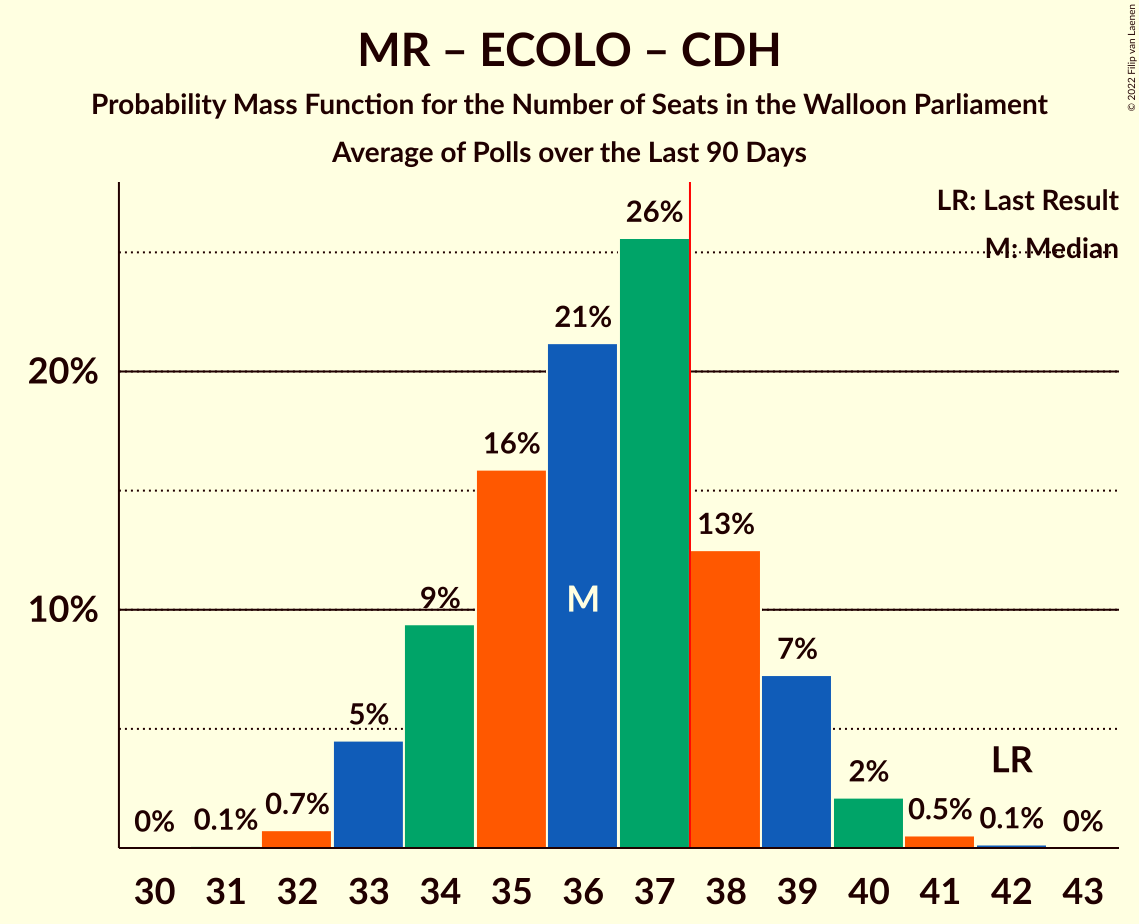 MR – ECOLO – CDH
Probability Mass Function for the Number of Seats in the Walloon Parliament
Average of Polls over the Last 90 Days
© 2022 Filip van Laenen
LR: Last Result
M: Median
26%
21%
20%
16%
13%
M
9%
10%
7%
5%
LR
2%
0% 0.1% 0.7% 0.5% 0.1% 0%
30 31 32 33 34 35 36 37 38 39 40 41 42 43